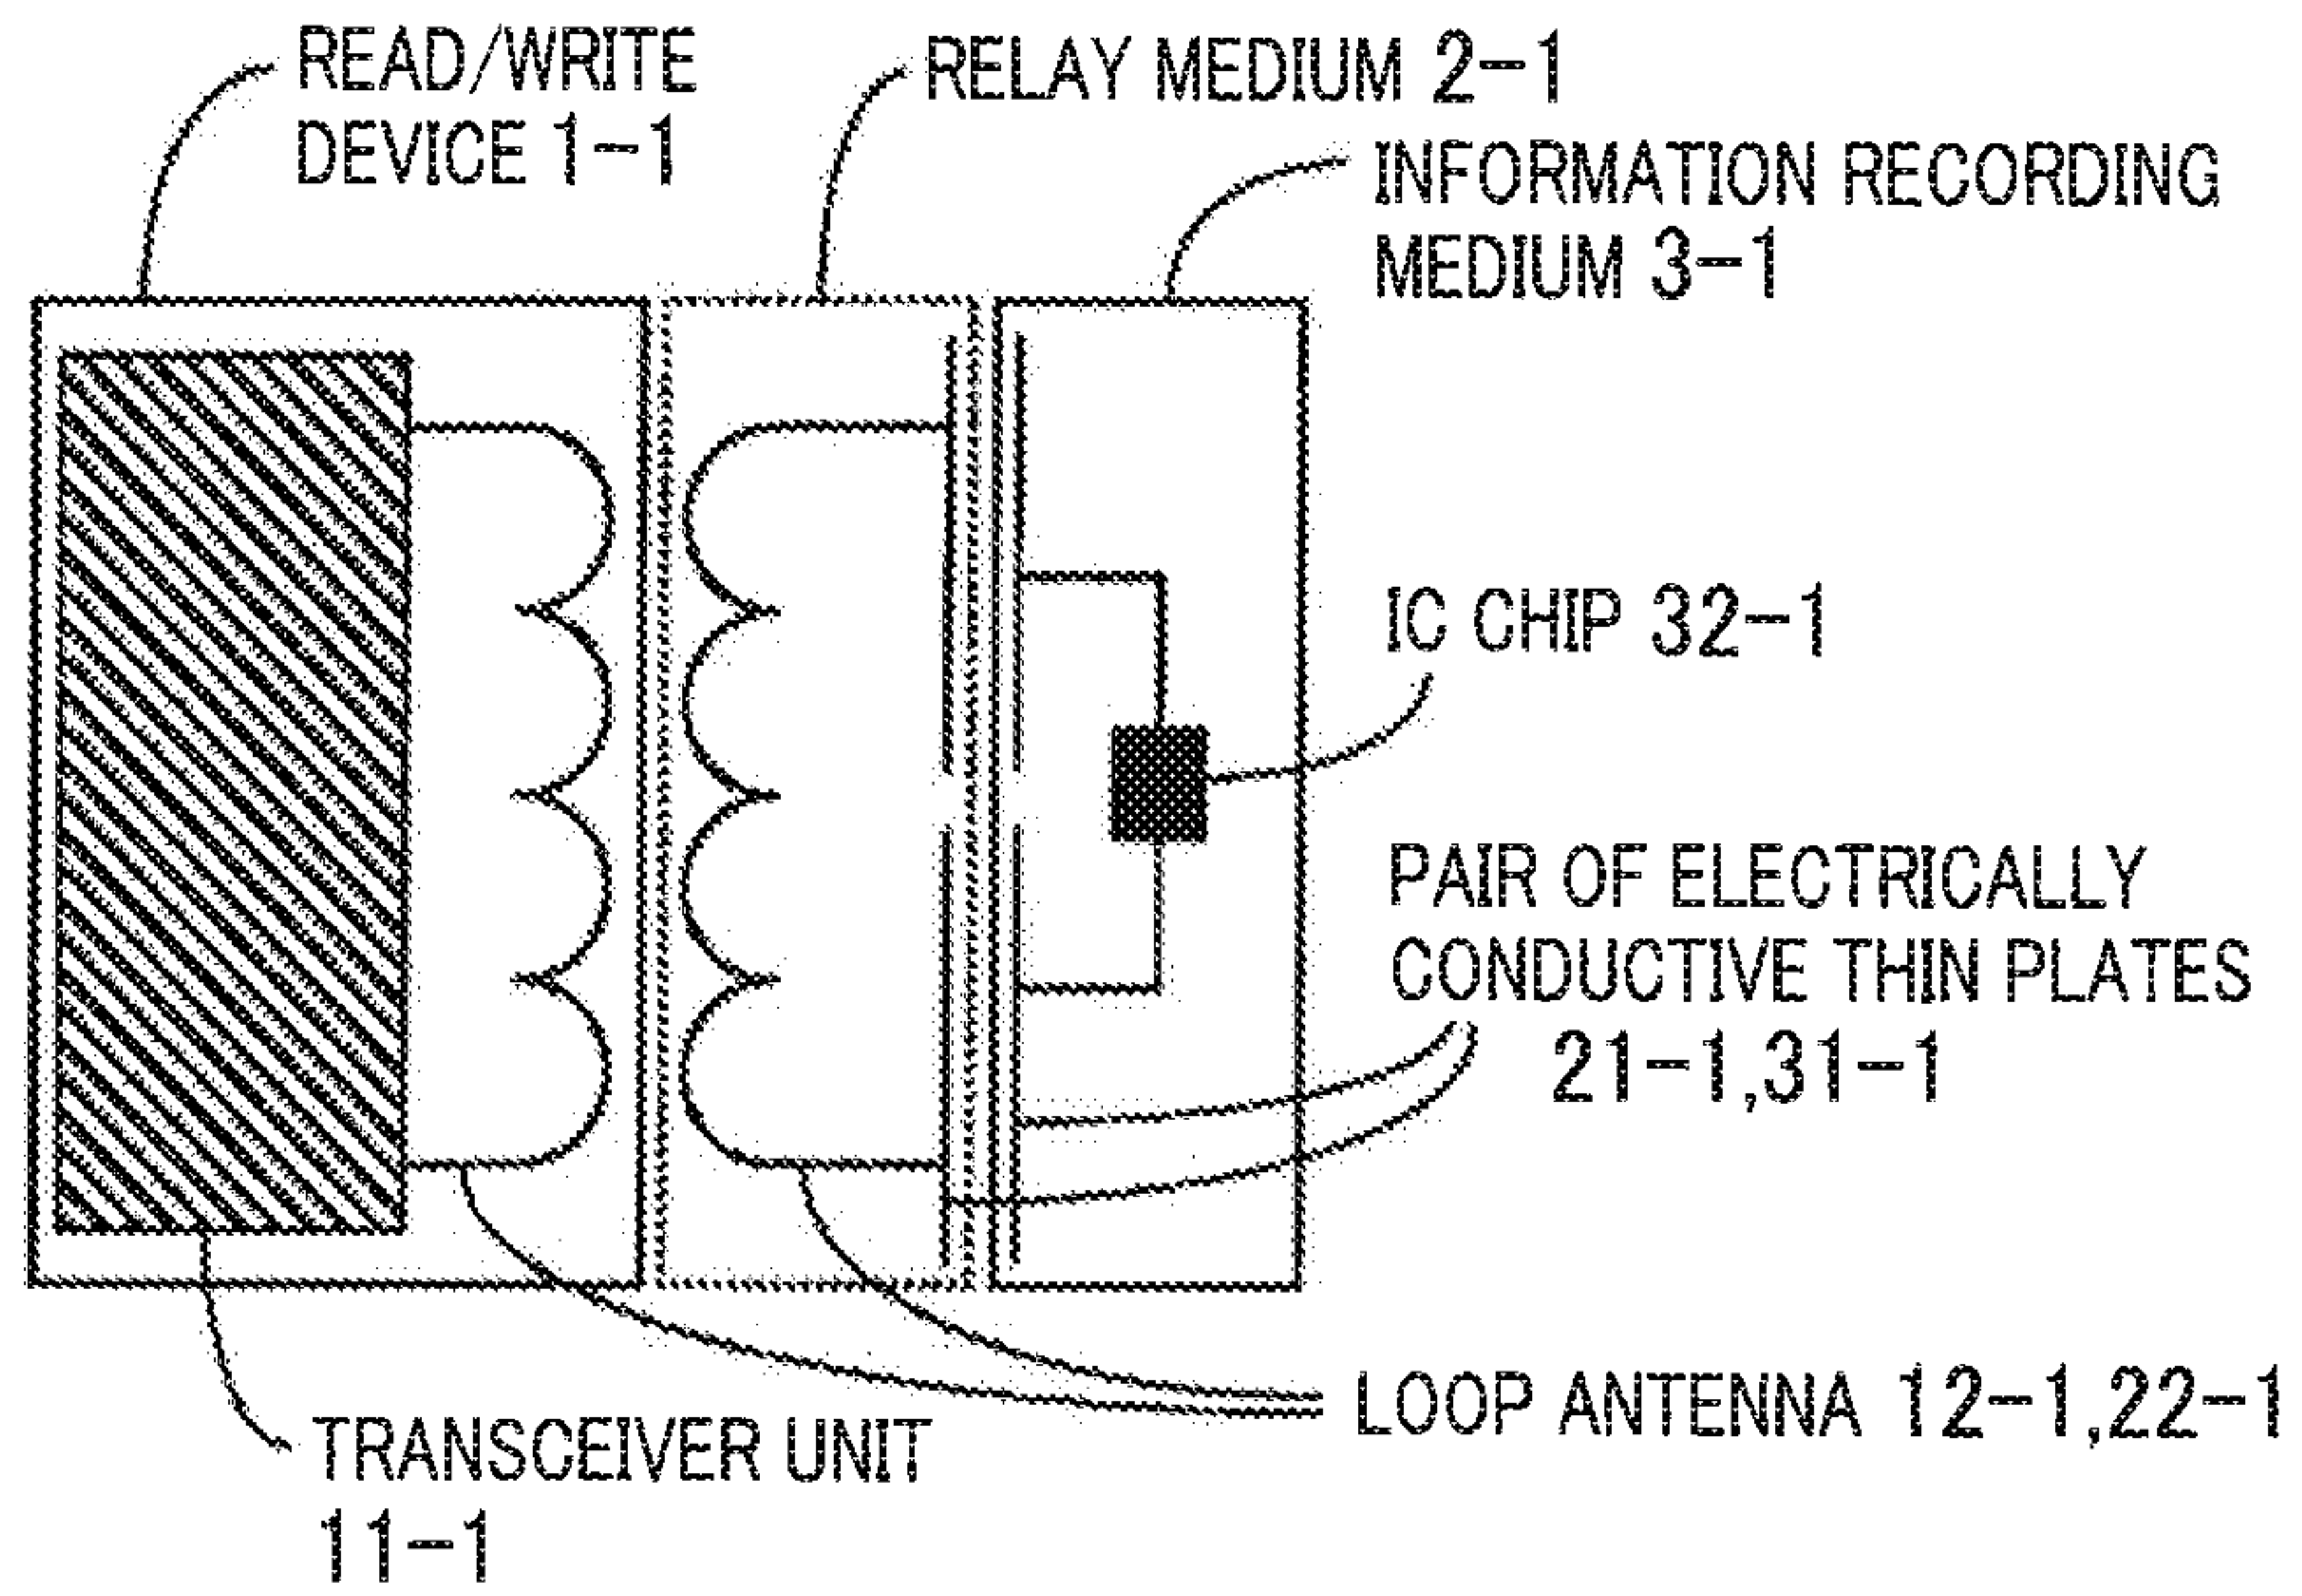 READ/WRITE
DEVICE 1-1
RELAY MEDIUM 2-1
INFORMATION RECORDING
MEDIUM 3-1
IC CHIP 32-1
PAIR OF ELECTRICALLY
CONDUCTIVE THIN PLATES
21-1,31-1
LOOP ANTENNA 12-1,22-1
TRANSCEIVER UNIT
11-1